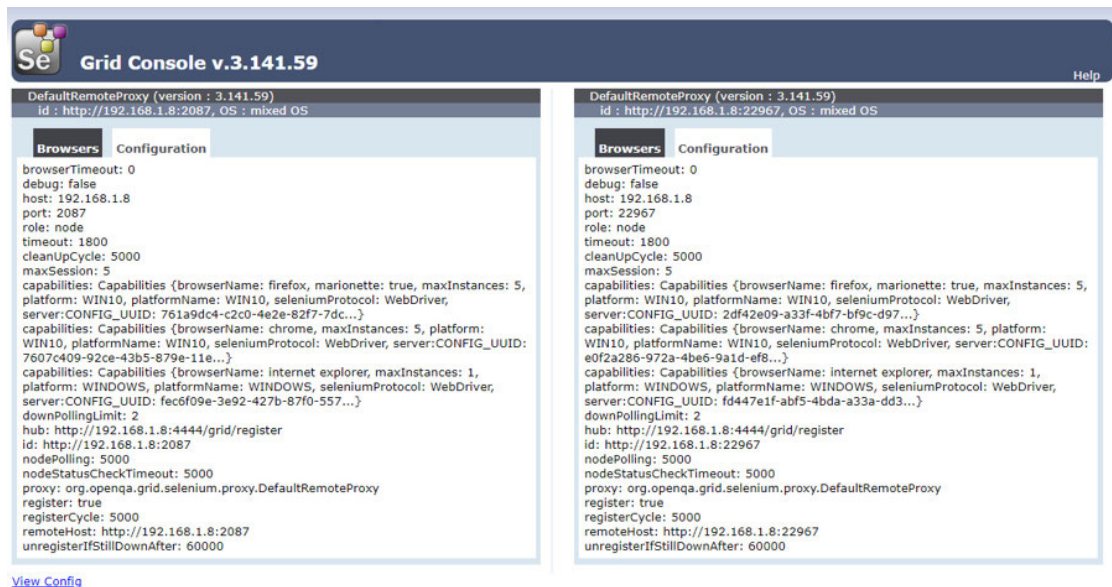 Se
Grid Console v.3.141.59
Help
DefaultRemoteProxy (version : 3.141.59)
id : http://192.168.1.8:2087, OS : mixed OS
Browsers Configuration
browserTimeout: 0
debug: false
host: 192.168.1.8
port: 2087
role: node
timeout: 1800
cleanUpCycle: 5000
maxSession: 5
capabilities: Capabilities {browserName: firefox, marionette: true, maxInstances: 5,
platform: WIN10, platformName: WIN10, seleniumProtocol: WebDriver,
server:CONFIG_UUID: 761a9dc4-c2c0-4e2e-82f7-7dc...}
capabilities: Capabilities {browserName: chrome, maxInstances: 5, platform:
WIN10, platformName: WIN10, seleniumProtocol: WebDriver, server:CONFIG_UUID:
7607c409-92ce-43b5-879e-11e...}
capabilities: Capabilities {browserName: internet explorer, maxInstances: 1,
platform: WINDOWS, platformName: WINDOWS, seleniumProtocol: WebDriver,
server:CONFIG_UUID: fec6f09e-3e92-427b-87f0-557...}
downPollingLimit: 2
hub: http://192.168.1.8:4444/grid/register
id: http://192.168.1.8:2087
nodePolling: 5000
nodeStatusCheckTimeout: 5000
proxy: org.openqa.grid.selenium.proxy.DefaultRemoteProxy
register: true
registerCycle: 5000
remoteHost: http://192.168.1.8:2087
unregisterIfStillDownAfter: 60000
DefaultRemoteProxy (version : 3.141.59)
id : http://192.168.1.8:22967, OS : mixed OS
Browsers Configuration
browserTimeout: 0
debug: false
host: 192.168.1.8
port: 22967
role: node
timeout: 1800
cleanUpCycle: 5000
maxSession: 5
capabilities: Capabilities {browserName: firefox, marionette: true, maxInstances: 5,
platform: WIN10, platformName: WIN10, seleniumProtocol: WebDriver,
server:CONFIG_UUID: 2df42e09-a33f-4bf7-bf9c-d97...}
capabilities: Capabilities {browserName: chrome, maxInstances: 5, platform:
WIN10, platformName: WIN10, seleniumProtocol: WebDriver, server:CONFIG_UUID:
e0f2a286-972a-4be6-9a1d-ef8...}
capabilities: Capabilities {browserName: internet explorer, maxInstances: 1,
platform: WINDOWS, platformName: WINDOWS, seleniumProtocol: WebDriver,
server:CONFIG_UUID: fd447e1f-abf5-4bda-a33a-dd3...}
downPollingLimit: 2
hub: http://192.168.1.8:4444/grid/register
id: http://192.168.1.8:22967
nodePolling: 5000
nodeStatusCheckTimeout: 5000
proxy: org.openqa.grid.selenium.proxy.DefaultRemoteProxy
register: true
registerCycle: 5000
remoteHost: http://192.168.1.8:22967
unregisterIfStillDownAfter: 60000
View Config